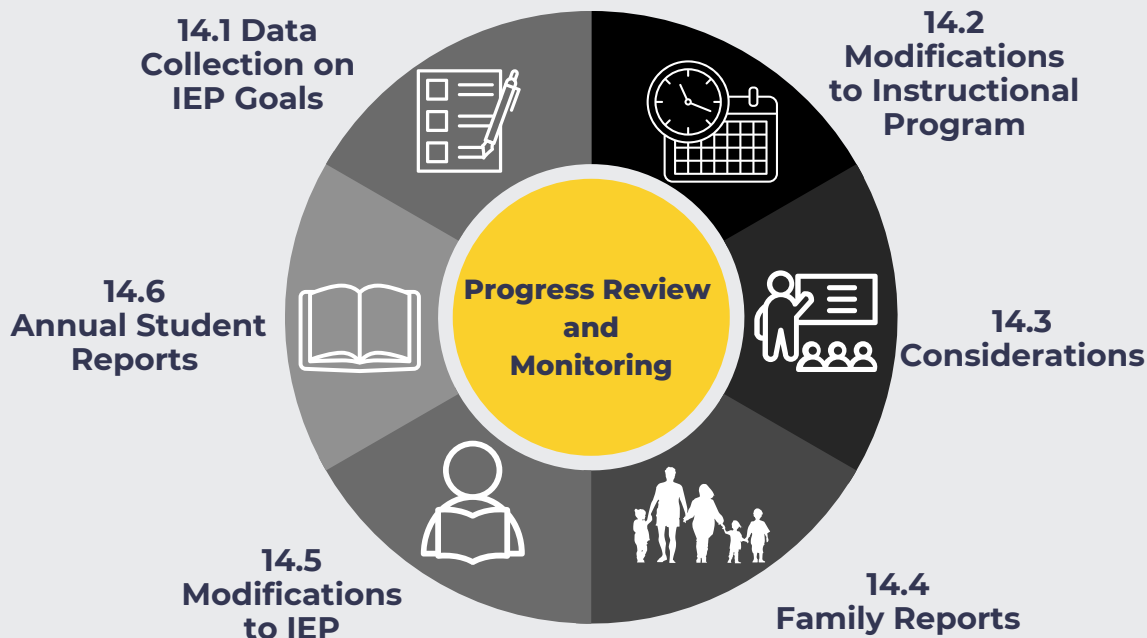 14.1 Data
Collection on
IEP Goals
14.2
Modifications
to Instructional
Program
14.3
Considerations
14.4
Family Reports
14.5
Modifications
to IEP
14.6
Annual Student
Reports
Progress Review
and
Monitoring